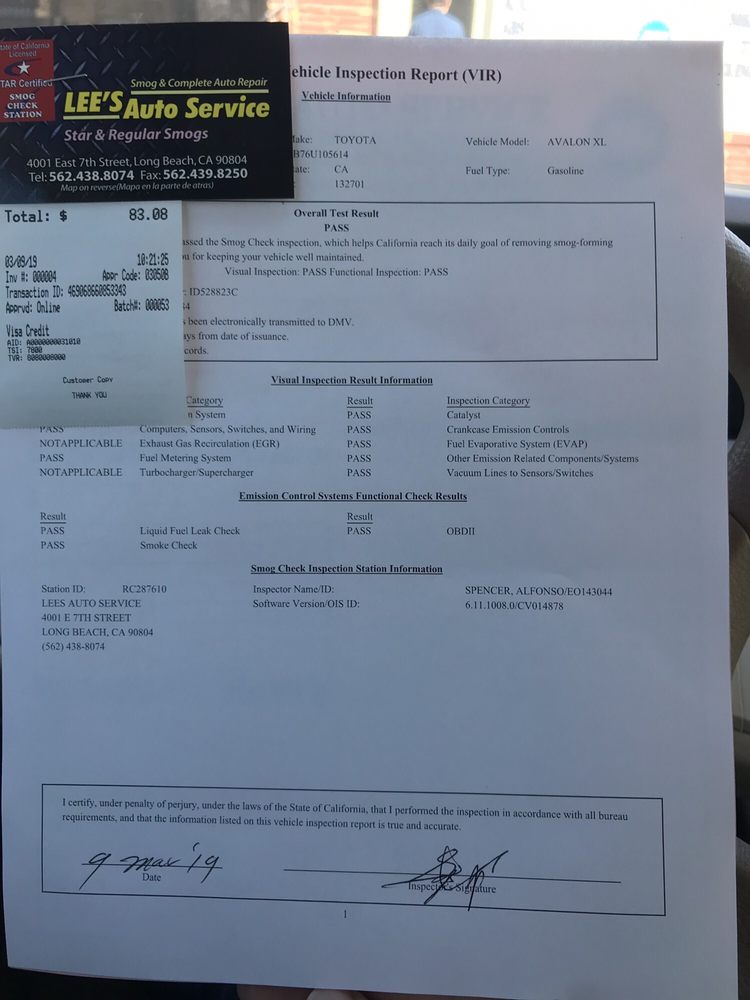 State of California
Licensed
STAR Certified
SMOG
CHECK
STATION
Smog & Complete Auto Repair
LEE'S Auto Service
Star & Regular Smogs
4001 East 7th Street, Long Beach, CA 90804
Tel: 562.438.8074 Fax: 562.439.8250
Map on reverse(Mapa en la parte de atras)
Total: $ 83.08
03/09/19 10:21:25
Inv #: 000004 Appr Code: 03050B
Transaction ID: 469068660853343
Apprvd: Online Batch#: 000053
Visa Credit
AID: A0000000031010
TSI: 7800
TVR: 8080008000
Customer Copy
THANK YOU
ehicle Inspection Report (VIR)
Vehicle Information
Make: TOYOTA Vehicle Model: AVALON XL
B76U105614
ate: CA Fuel Type: Gasoline
132701
Overall Test Result
PASS
assed the Smog Check inspection, which helps California reach its daily goal of removing smog-forming
u for keeping your vehicle well maintained.
Visual Inspection: PASS Functional Inspection: PASS
: ID528823C
44
s been electronically transmitted to DMV.
ays from date of issuance.
cords.
Visual Inspection Result Information
Category Result Inspection Category
n System PASS Catalyst
PASS Computers, Sensors, Switches, and Wiring PASS Crankcase Emission Controls
NOTAPPLICABLE Exhaust Gas Recirculation (EGR) PASS Fuel Evaporative System (EVAP)
PASS Fuel Metering System PASS Other Emission Related Components/Systems
NOTAPPLICABLE Turbocharger/Supercharger PASS Vacuum Lines to Sensors/Switches
Emission Control Systems Functional Check Results
Result Result
PASS Liquid Fuel Leak Check PASS OBDII
PASS Smoke Check
Smog Check Inspection Station Information
Station ID: RC287610 Inspector Name/ID: SPENCER, ALFONSO/EO143044
LEES AUTO SERVICE Software Version/OIS ID: 6.11.1008.0/CV014878
4001 E 7TH STREET
LONG BEACH, CA 90804
(562) 438-8074
I certify, under penalty of perjury, under the laws of the State of California, that I performed the inspection in accordance with all bureau
requirements, and that the information listed on this vehicle inspection report is true and accurate.
9 mar '19
Date Inspector's Signature
1